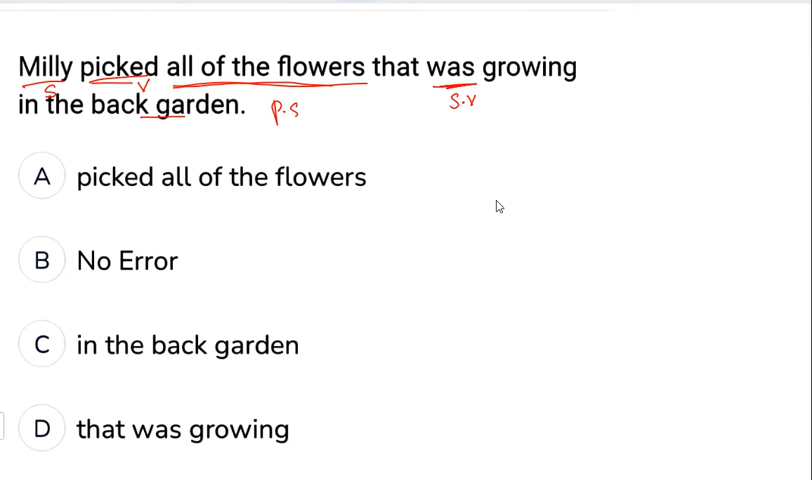 Milly picked all of the flowers that was growing
S V S.V
in the back garden. P.S
A picked all of the flowers
B No Error
C in the back garden
D that was growing